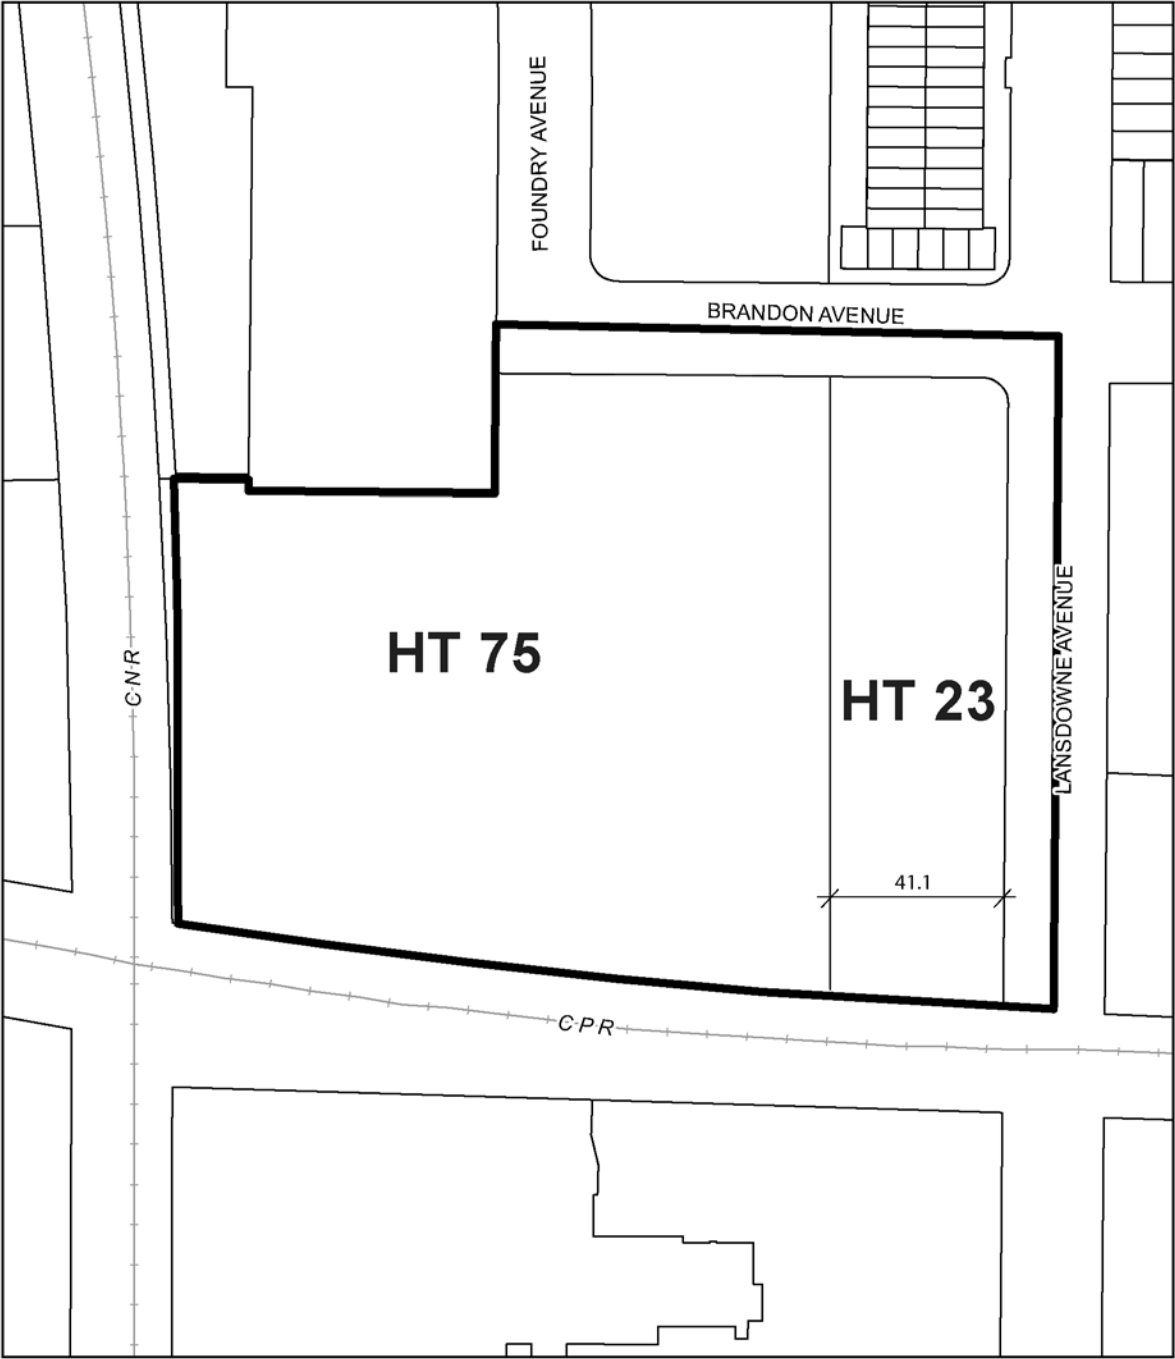 FOUNDRY AVENUE
BRANDON AVENUE
HT 75
C-N-R
HT 23
LANSDOWNE AVENUE
41.1
C-P-R